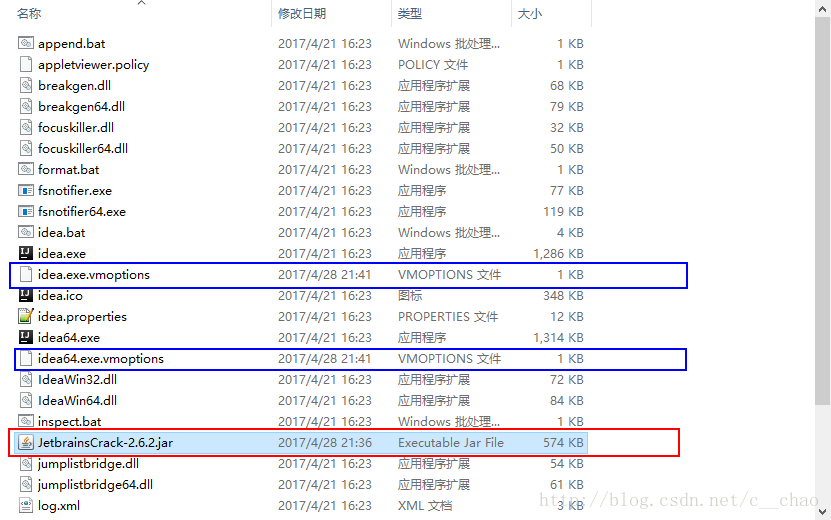 名称 修改日期 类型 大小
append.bat 2017/4/21 16:23 Windows 批处理... 1 KB
appletviewer.policy 2017/4/21 16:23 POLICY 文件 1 KB
breakgen.dll 2017/4/21 16:23 应用程序扩展 68 KB
breakgen64.dll 2017/4/21 16:23 应用程序扩展 79 KB
focuskiller.dll 2017/4/21 16:23 应用程序扩展 32 KB
focuskiller64.dll 2017/4/21 16:23 应用程序扩展 50 KB
format.bat 2017/4/21 16:23 Windows 批处理... 1 KB
fsnotifier.exe 2017/4/21 16:23 应用程序 77 KB
fsnotifier64.exe 2017/4/21 16:23 应用程序 119 KB
idea.bat 2017/4/21 16:23 Windows 批处理... 4 KB
idea.exe 2017/4/21 16:23 应用程序 1,286 KB
idea.exe.vmoptions 2017/4/28 21:41 VMOPTIONS 文件 1 KB
idea.ico 2017/4/21 16:23 图标 348 KB
idea.properties 2017/4/21 16:23 PROPERTIES 文件 12 KB
idea64.exe 2017/4/21 16:23 应用程序 1,314 KB
idea64.exe.vmoptions 2017/4/28 21:41 VMOPTIONS 文件 1 KB
IdeaWin32.dll 2017/4/21 16:23 应用程序扩展 72 KB
IdeaWin64.dll 2017/4/21 16:23 应用程序扩展 84 KB
inspect.bat 2017/4/21 16:23 Windows 批处理... 1 KB
JetbrainsCrack-2.6.2.jar 2017/4/28 21:36 Executable Jar File 574 KB
jumplistbridge.dll 2017/4/21 16:23 应用程序扩展 54 KB
jumplistbridge64.dll 2017/4/21 16:23 应用程序扩展 61 KB
log.xml 2017/4/21 16:23 XML 文档 3 KB
http://blog.csdn.net/c__chao